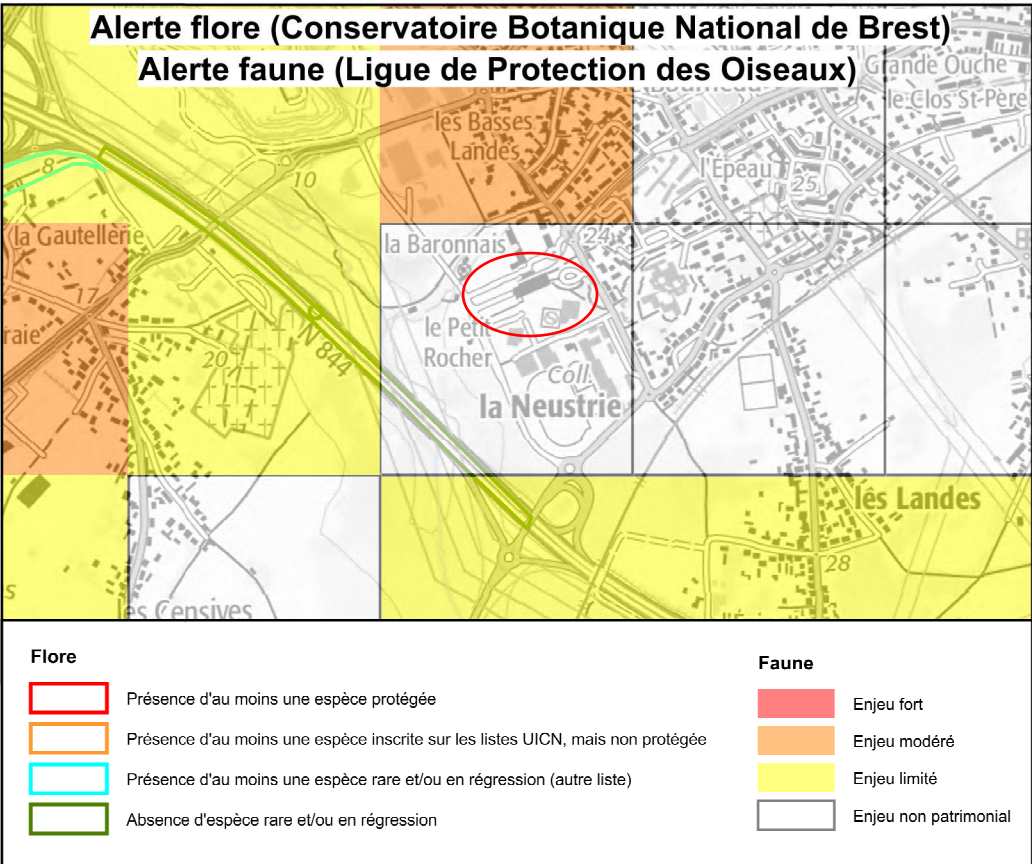 Alerte flore (Conservatoire Botanique National de Brest)
Alerte faune (Ligue de Protection des Oiseaux)
Grande Ouche
le Clos St-Père
les Basses
Landes
l'Épeau
25
8
10
la Gautellerie
la Baronnais
24
17
raie
le Petit
Rocher
20
N 844
Coll.
la Neustrie
les Landes
28
s
es Censives
Flore
Présence d'au moins une espèce protégée
Présence d'au moins une espèce inscrite sur les listes UICN, mais non protégée
Présence d'au moins une espèce rare et/ou en régression (autre liste)
Absence d'espèce rare et/ou en régression
Faune
Enjeu fort
Enjeu modéré
Enjeu limité
Enjeu non patrimonial